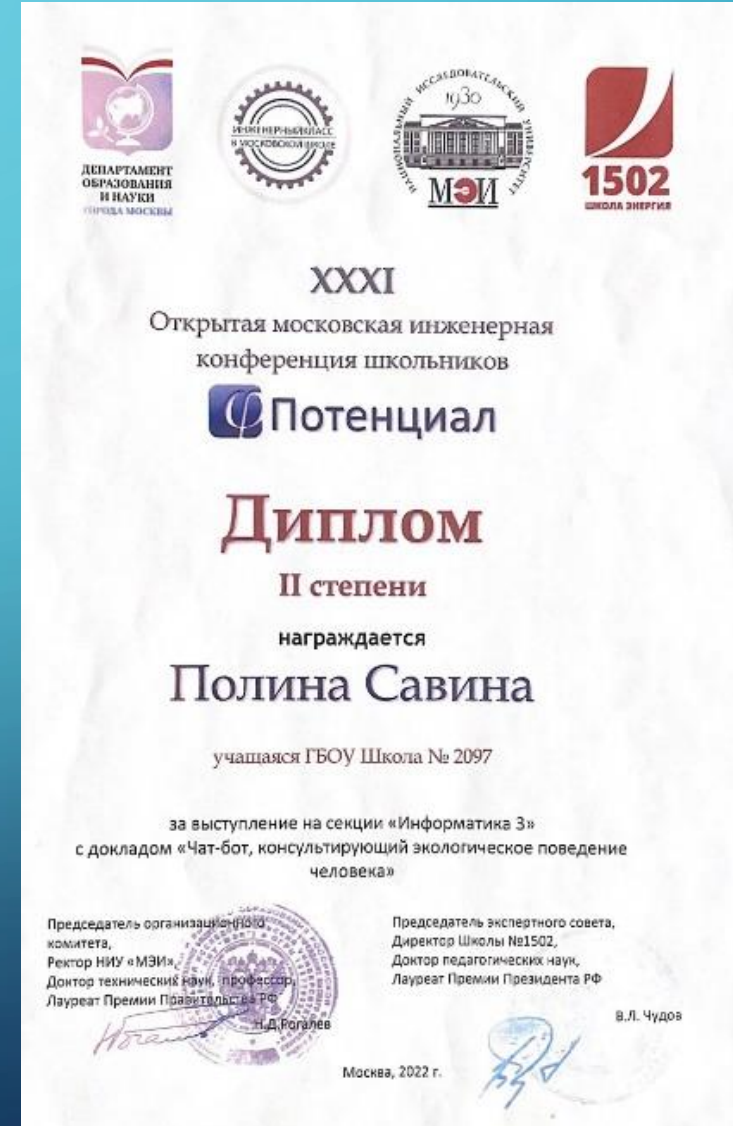 ДЕПАРТАМЕНТ
ОБРАЗОВАНИЯ
И НАУКИ
ГОРОДА МОСКВЫ
ИНЖЕНЕРНЫЙ КЛАСС
В МОСКОВСКОЙ ШКОЛЕ
НАЦИОНАЛЬНЫЙ ИССЛЕДОВАТЕЛЬСКИЙ УНИВЕРСИТЕТ
1930
МЭИ
1502
ШКОЛА ЭНЕРГИЯ
XXXI
Открытая московская инженерная
конференция школьников
φ Потенциал
Диплом
II степени
награждается
Полина Савина
учащаяся ГБОУ Школа № 2097
за выступление на секции «Информатика 3»
с докладом «Чат-бот, консультирующий экологическое поведение
человека»
Председатель организационного
комитета,
Ректор НИУ «МЭИ»,
Доктор технических наук, профессор,
Лауреат Премии Правительства РФ
Н.Д.Рогалев
Председатель экспертного совета,
Директор Школы №1502,
Доктор педагогических наук,
Лауреат Премии Президента РФ
В.Л. Чудов
Москва, 2022 г.